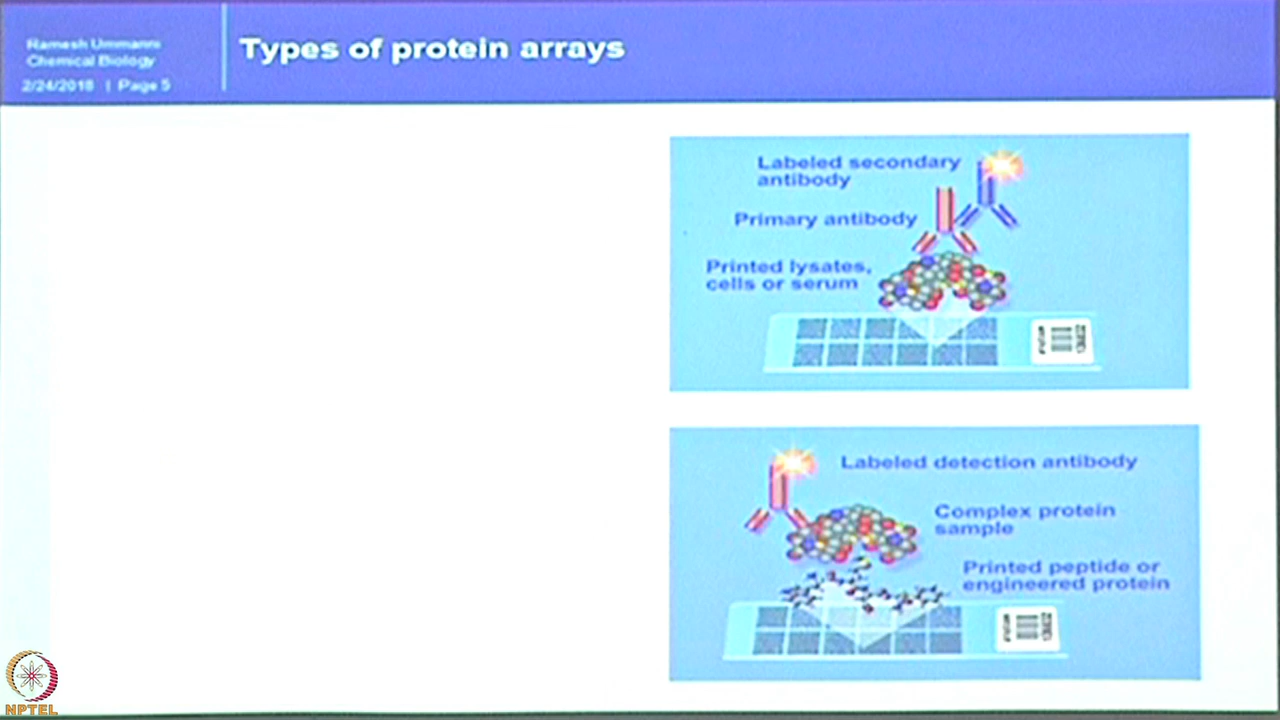 Ramesh Ummanni
Chemical Biology
2/24/2018 | Page 5
Types of protein arrays
Labeled secondary
antibody
Primary antibody
Printed lysates,
cells or serum
Labeled detection antibody
Complex protein
sample
Printed peptide or
engineered protein
NPTEL